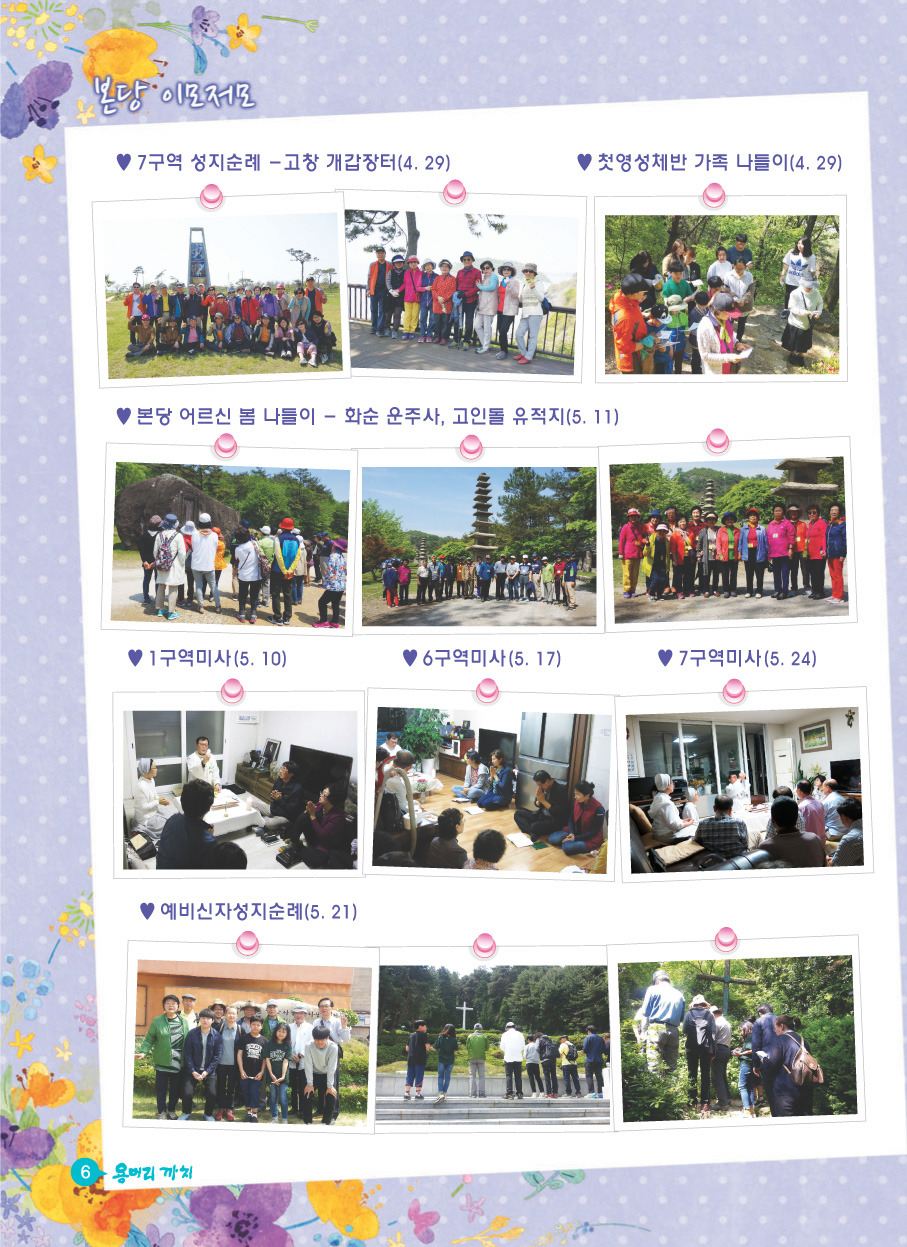 본당 이모저모
♥ 7구역 성지순례 -고창 개갑장터(4. 29)
♥ 첫영성체반 가족 나들이(4. 29)
♥ 본당 어르신 봄 나들이 - 화순 운주사, 고인돌 유적지(5. 11)
♥ 1구역미사(5. 10)
♥ 6구역미사(5. 17)
♥ 7구역미사(5. 24)
♥ 예비신자성지순례(5. 21)
6 용머리 까치